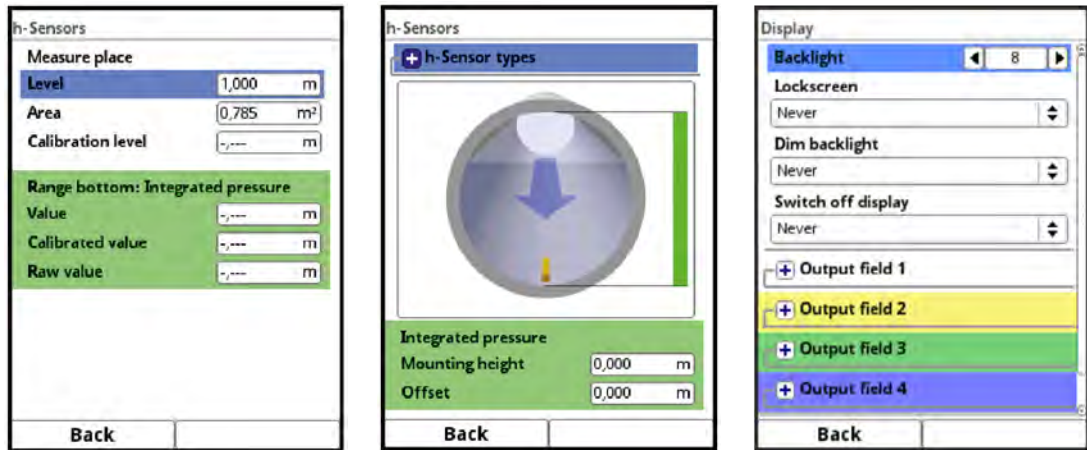 h-Sensors
Measure place
Level 1,000 m
Area 0,785 m²
Calibration level -,--- m
Range bottom: Integrated pressure
Value -,--- m
Calibrated value -,--- m
Raw value -,--- m
Back
h-Sensors
+ h-Sensor types
Integrated pressure
Mounting height 0,000 m
Offset 0,000 m
Back
Display
Backlight 8
Lockscreen
Never
Dim backlight
Never
Switch off display
Never
+ Output field 1
+ Output field 2
+ Output field 3
+ Output field 4
Back